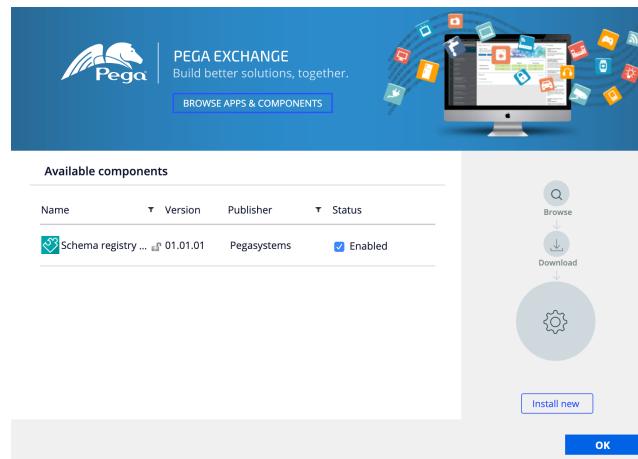 Pega
PEGA EXCHANGE
Build better solutions, together.
BROWSE APPS & COMPONENTS
Available components
Name Version Publisher Status
Schema registry ... 01.01.01 Pegasystems Enabled
Browse
Download
Install new
OK